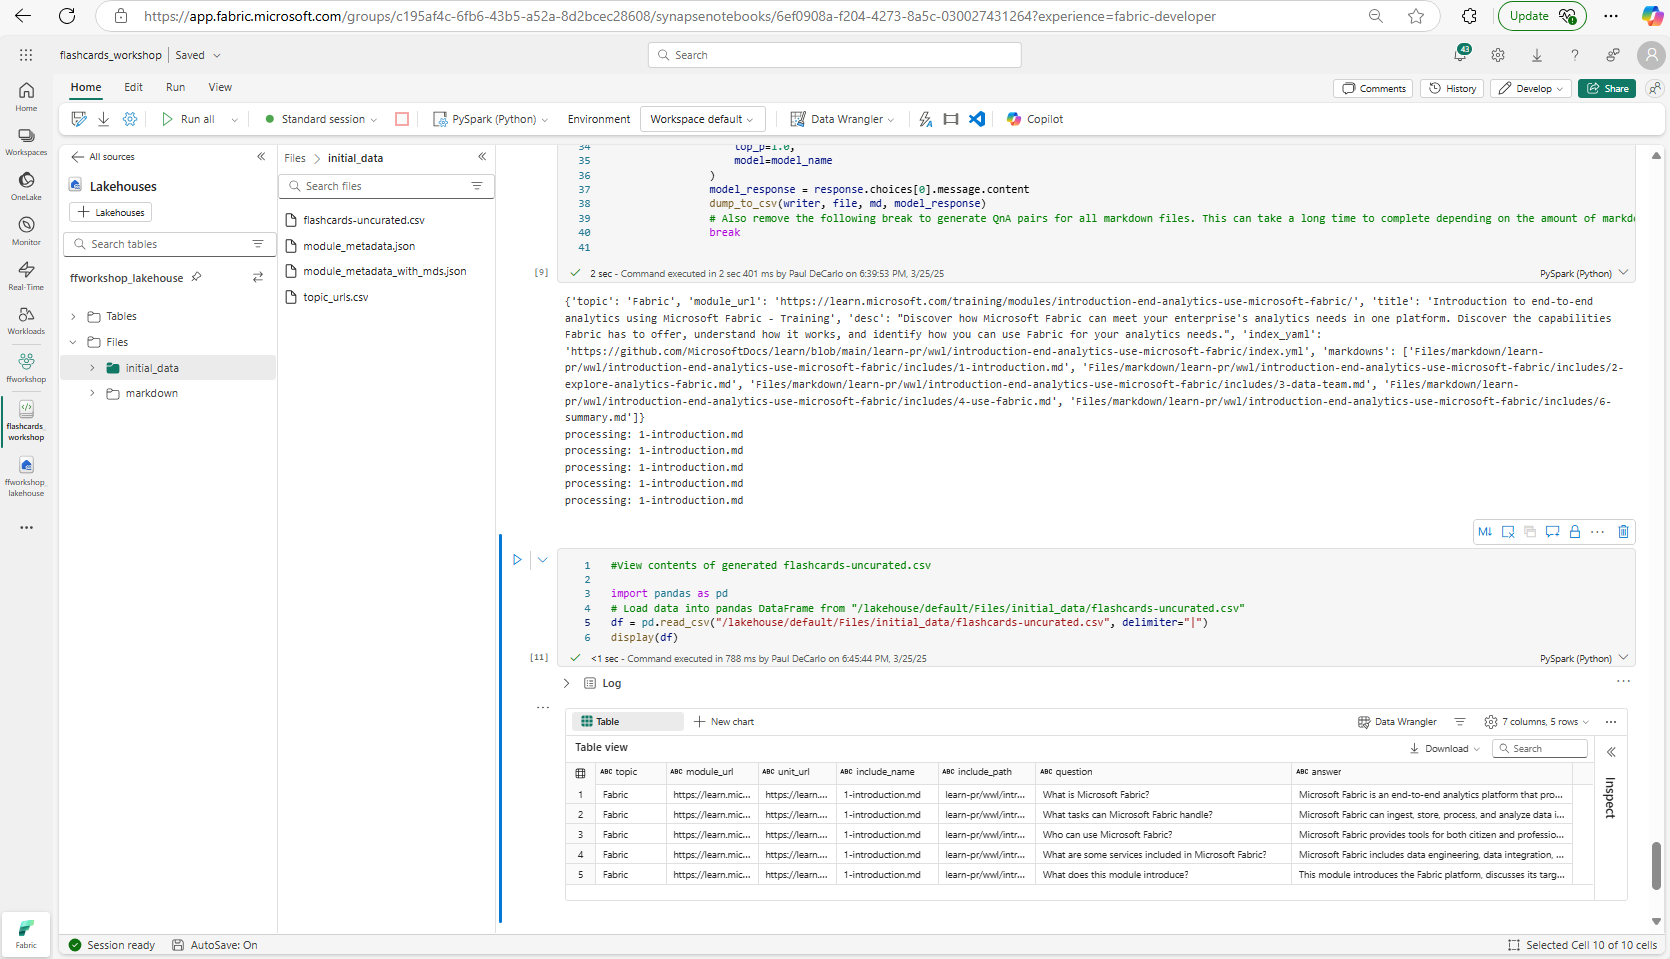 https://app.fabric.microsoft.com/groups/c195af4c-6fb6-43b5-a52a-8d2bcec28608/synapsenotebooks/6ef0908a-f204-4273-8a5c-030027431264?experience=fabric-developer
Update
flashcards_workshop | Saved
Search
43
Home Edit Run View
Comments History Develop Share
Run all Standard session PySpark (Python) Environment Workspace default Data Wrangler Copilot
Home
Workspaces
OneLake
Monitor
Real-Time
Workloads
ffworkshop
flashcards_
workshop
ffworkshop_
lakehouse
Fabric
All sources
Lakehouses
Lakehouses
Search tables
ffworkshop_lakehouse
Tables
Files
initial_data
markdown
Files > initial_data
Search files
flashcards-uncurated.csv
module_metadata.json
module_metadata_with_mds.json
topic_urls.csv
34 top_p=1.0,
35 model=model_name
36 )
37 model_response = response.choices[0].message.content
38 dump_to_csv(writer, file, md, model_response)
39 # Also remove the following break to generate QnA pairs for all markdown files. This can take a long time to complete depending on the amount of markdo
40 break
41
[9] 2 sec - Command executed in 2 sec 401 ms by Paul DeCarlo on 6:39:53 PM, 3/25/25 PySpark (Python)
{'topic': 'Fabric', 'module_url': 'https://learn.microsoft.com/training/modules/introduction-end-analytics-use-microsoft-fabric/', 'title': 'Introduction to end-to-end
analytics using Microsoft Fabric - Training', 'desc': "Discover how Microsoft Fabric can meet your enterprise's analytics needs in one platform. Discover the capabilities
Fabric has to offer, understand how it works, and identify how you can use Fabric for your analytics needs.", 'index_yaml':
'https://github.com/MicrosoftDocs/learn/blob/main/learn-pr/wwl/introduction-end-analytics-use-microsoft-fabric/index.yml', 'markdowns': ['Files/markdown/learn-
pr/wwl/introduction-end-analytics-use-microsoft-fabric/includes/1-introduction.md', 'Files/markdown/learn-pr/wwl/introduction-end-analytics-use-microsoft-fabric/includes/2-
explore-analytics-fabric.md', 'Files/markdown/learn-pr/wwl/introduction-end-analytics-use-microsoft-fabric/includes/3-data-team.md', 'Files/markdown/learn-
pr/wwl/introduction-end-analytics-use-microsoft-fabric/includes/4-use-fabric.md', 'Files/markdown/learn-pr/wwl/introduction-end-analytics-use-microsoft-fabric/includes/6-
summary.md']}
processing: 1-introduction.md
processing: 1-introduction.md
processing: 1-introduction.md
processing: 1-introduction.md
processing: 1-introduction.md
M↓
1 #View contents of generated flashcards-uncurated.csv
2
3 import pandas as pd
4 # Load data into pandas DataFrame from "/lakehouse/default/Files/initial_data/flashcards-uncurated.csv"
5 df = pd.read_csv("/lakehouse/default/Files/initial_data/flashcards-uncurated.csv", delimiter="|")
6 display(df)
[11] <1 sec - Command executed in 788 ms by Paul DeCarlo on 6:45:44 PM, 3/25/25 PySpark (Python)
Log
Table New chart Data Wrangler 7 columns, 5 rows
Table view Download Search
Inspect
ABC topic ABC module_url ABC unit_url ABC include_name ABC include_path ABC question ABC answer
1 Fabric https://learn.mic... https://learn.... 1-introduction.md learn-pr/wwl/intr... What is Microsoft Fabric? Microsoft Fabric is an end-to-end analytics platform that pro...
2 Fabric https://learn.mic... https://learn.... 1-introduction.md learn-pr/wwl/intr... What tasks can Microsoft Fabric handle? Microsoft Fabric can ingest, store, process, and analyze data i...
3 Fabric https://learn.mic... https://learn.... 1-introduction.md learn-pr/wwl/intr... Who can use Microsoft Fabric? Microsoft Fabric provides tools for both citizen and professio...
4 Fabric https://learn.mic... https://learn.... 1-introduction.md learn-pr/wwl/intr... What are some services included in Microsoft Fabric? Microsoft Fabric includes data engineering, data integration, ...
5 Fabric https://learn.mic... https://learn.... 1-introduction.md learn-pr/wwl/intr... What does this module introduce? This module introduces the Fabric platform, discusses its targ...
Session ready AutoSave: On Selected Cell 10 of 10 cells